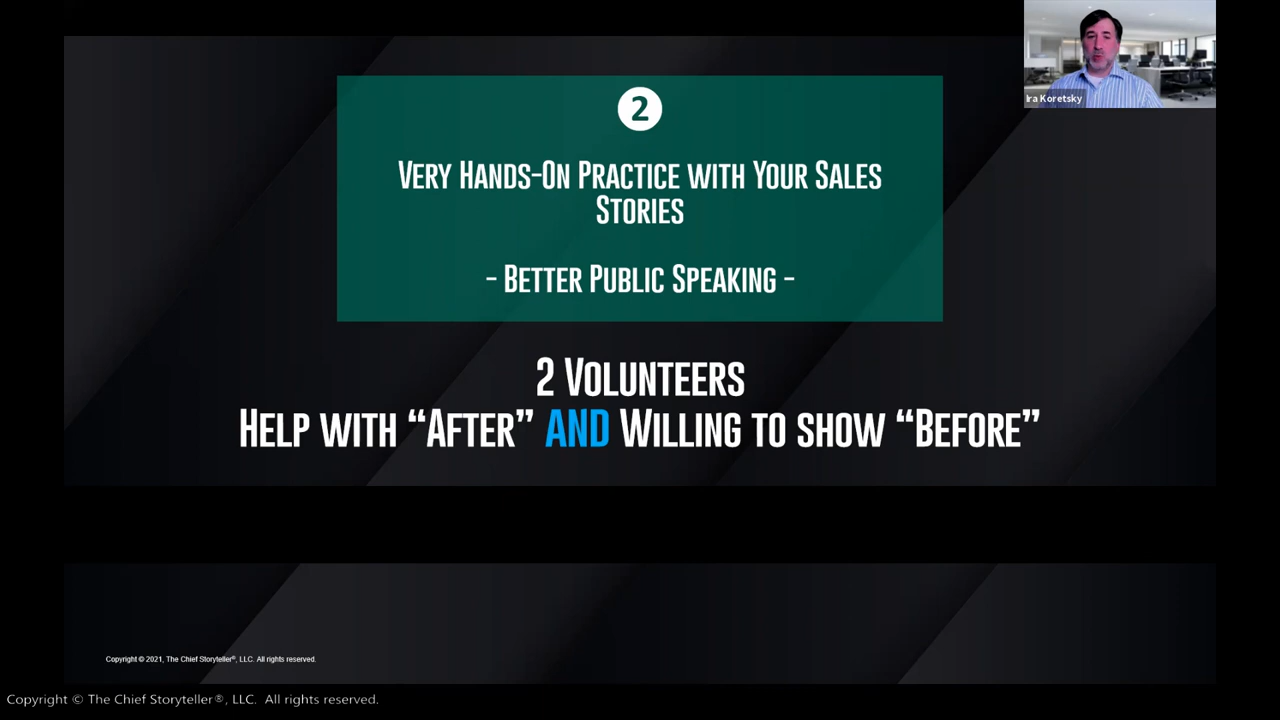 Ira Koretsky
2
Very Hands-On Practice with Your Sales
Stories
- Better Public Speaking -
2 Volunteers
Help with “After” AND Willing to show “Before”
Copyright © 2021, The Chief Storyteller®, LLC. All rights reserved.
Copyright © The Chief Storyteller®, LLC. All rights reserved.